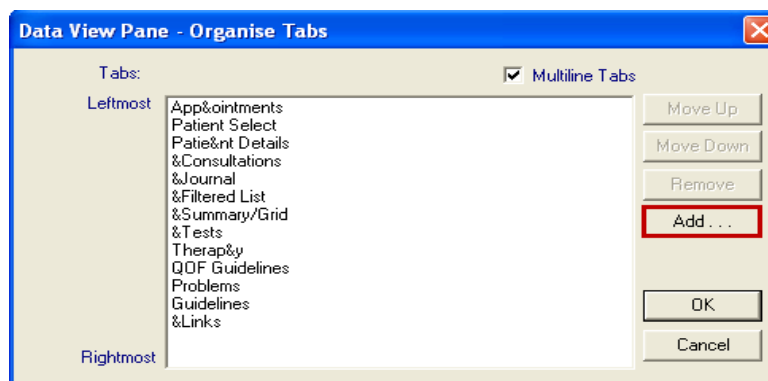 Data View Pane - Organise Tabs
Tabs:
Multiline Tabs
Leftmost
App&ointments
Patient Select
Patie&nt Details
&Consultations
&Journal
&Filtered List
&Summary/Grid
&Tests
Therap&y
QOF Guidelines
Problems
Guidelines
&Links
Rightmost
Move Up
Move Down
Remove
Add . . .
OK
Cancel